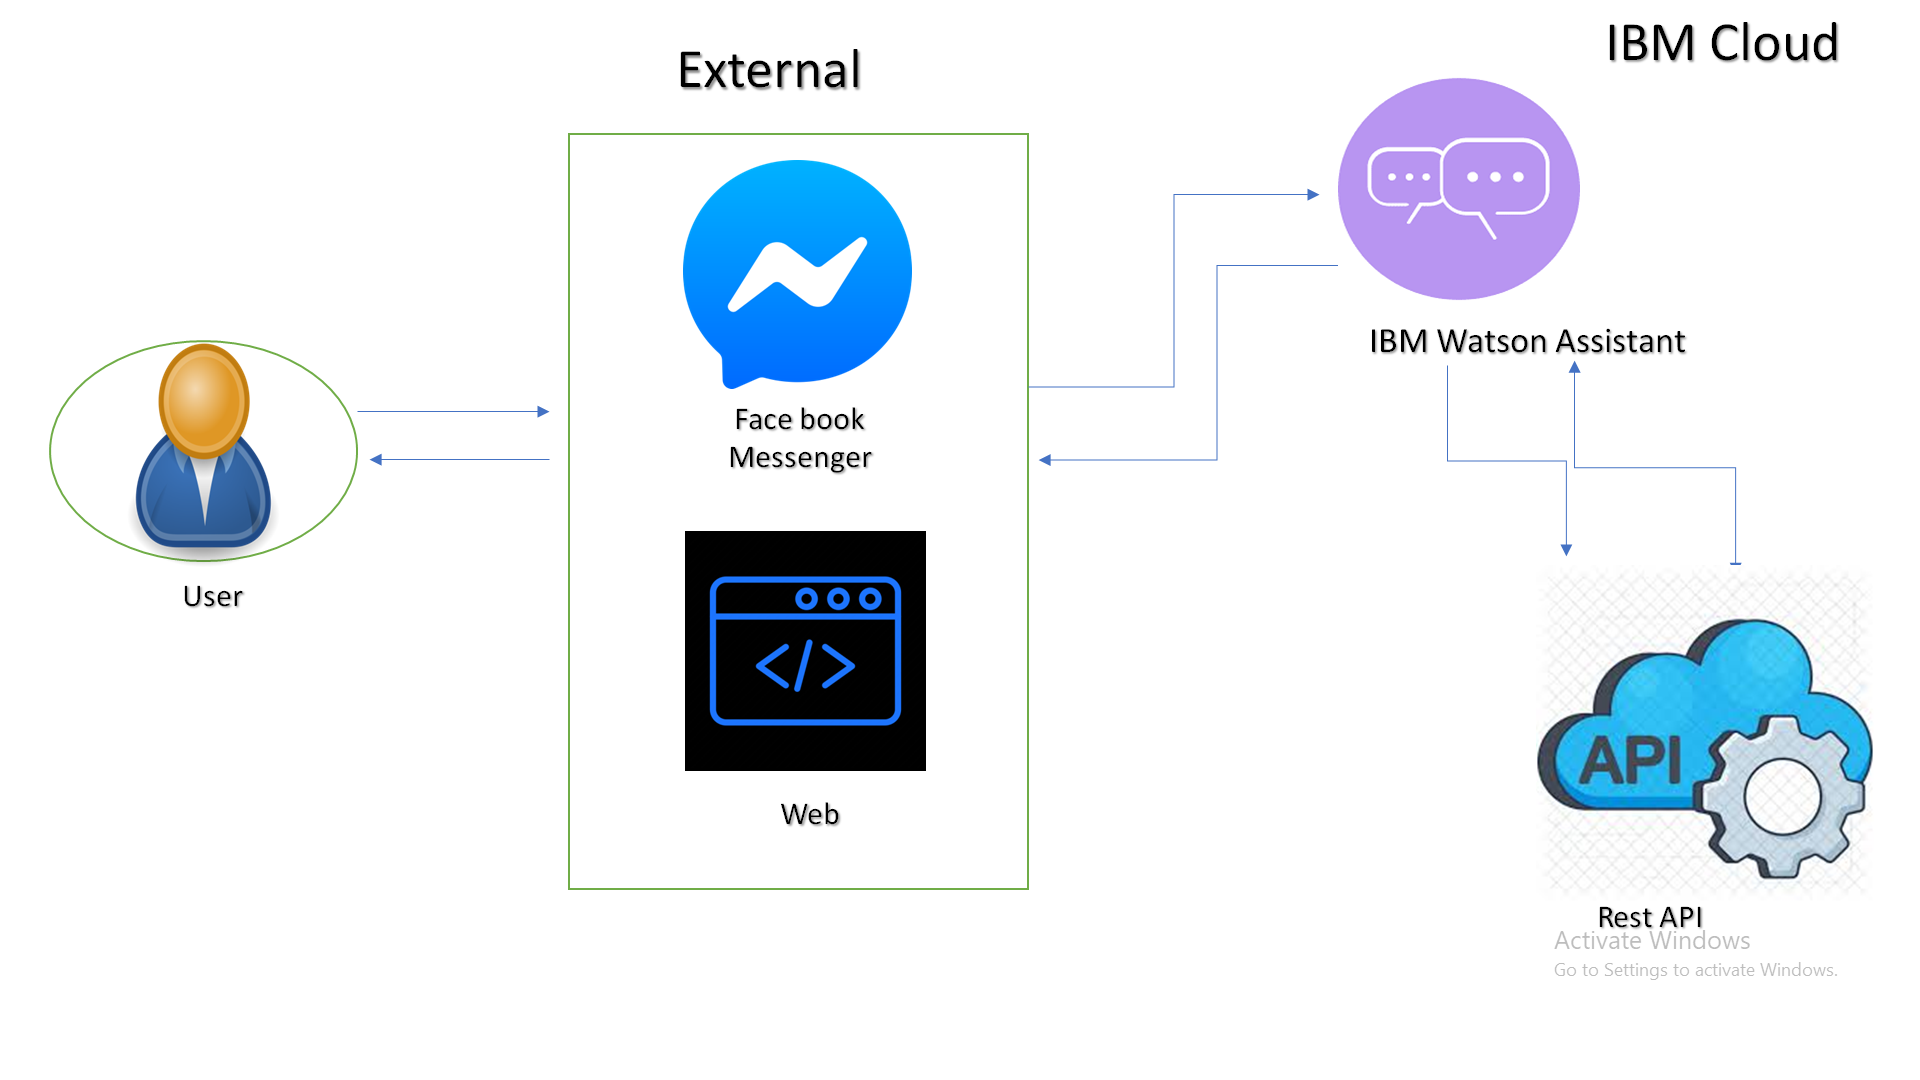 IBM Cloud
External
IBM Watson Assistant
Face book
Messenger
User
Web
API
Rest API
Activate Windows
Go to Settings to activate Windows.